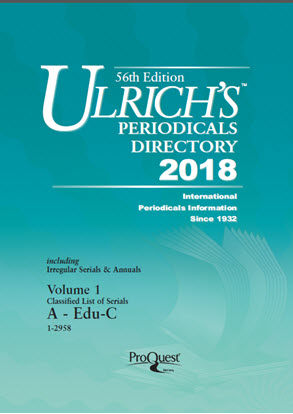 56th Edition
ULRICH'S™
PERIODICALS
DIRECTORY
2018
International
Periodicals Information
Since 1932
including
Irregular Serials & Annuals
Volume 1
Classified List of Serials
A - Edu-C
1-2958
ProQuest